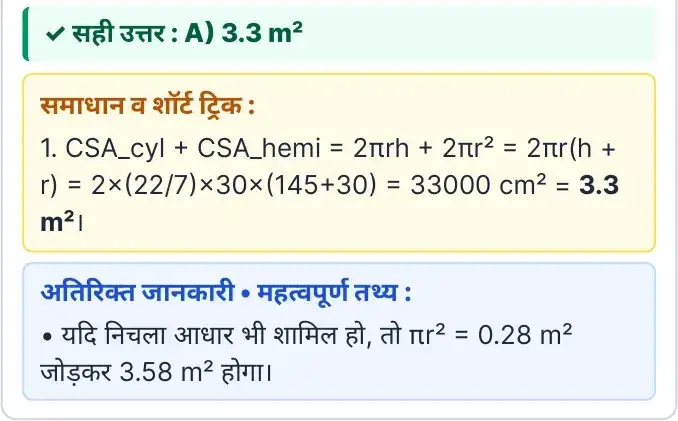 ✓ सही उत्तर : A) 3.3 m²
समाधान व शॉर्ट ट्रिक :
1. CSA_cyl + CSA_hemi = 2πrh + 2πr² = 2πr(h +
r) = 2×(22/7)×30×(145+30) = 33000 cm² = 3.3
m²।
अतिरिक्त जानकारी • महत्वपूर्ण तथ्य :
• यदि निचला आधार भी शामिल हो, तो πr² = 0.28 m²
जोड़कर 3.58 m² होगा।